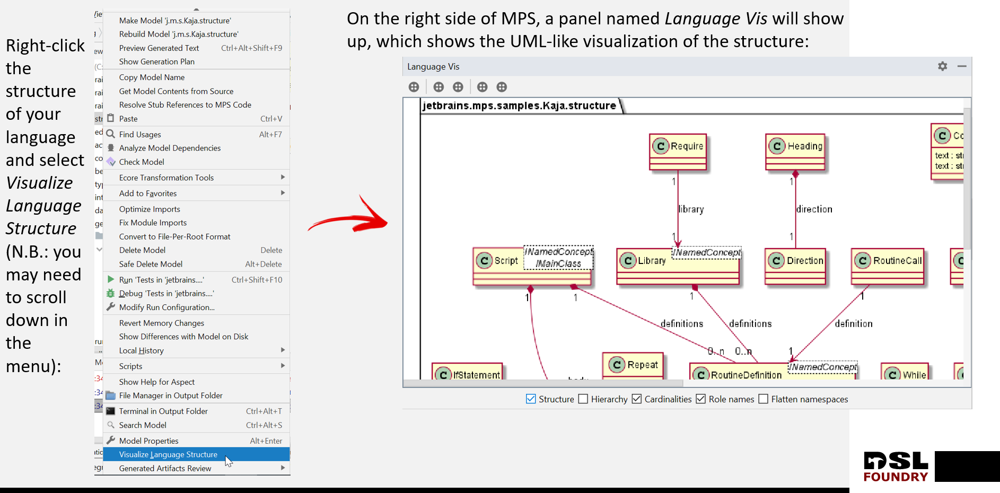 Right-click
the
structure
of your
language
and select
Visualize
Language
Structure
(N.B.: you
may need
to scroll
down in
the
menu):
Make Model 'j.m.s.Kaja.structure'
Rebuild Model 'j.m.s.Kaja.structure'
Preview Generated Text Ctrl+Alt+Shift+F9
Show Generation Plan
Copy Model Name
Get Model Contents from Source
Resolve Stub References to MPS Code
Paste Ctrl+V
Find Usages Alt+F7
Analyze Model Dependencies
Check Model
Ecore Transformation Tools
Add to Favorites
Optimize Imports
Fix Module Imports
Convert to File-Per-Root Format
Delete Model Delete
Safe Delete Model Alt+Delete
Run 'Tests in 'jetbrains....' Ctrl+Shift+F10
Debug 'Tests in 'jetbrains....'
Modify Run Configuration...
Revert Memory Changes
Show Differences with Model on Disk
Local History
Scripts
Show Help for Aspect
File Manager in Output Folder
Terminal in Output Folder Ctrl+Alt+T
Search Model Ctrl+Alt+S
Model Properties Alt+Enter
Visualize Language Structure
Generated Artifacts Review
On the right side of MPS, a panel named Language Vis will show
up, which shows the UML-like visualization of the structure:
Language Vis
jetbrains.mps.samples.Kaja.structure
C Require
C Heading
C Co
text : str
text : str
1
1
library
direction
1
1
C Script
INamedConcept
IMainClass
C Library
INamedConcept
C Direction
C RoutineCall
C
1
1
1
1
definitions
definitions
definition
0..n
0..n
1
body
C IfStatement
C Repeat
C RoutineDefinition
INamedConcept
C While
Structure Hierarchy Cardinalities Role names Flatten namespaces
DSL
FOUNDRY